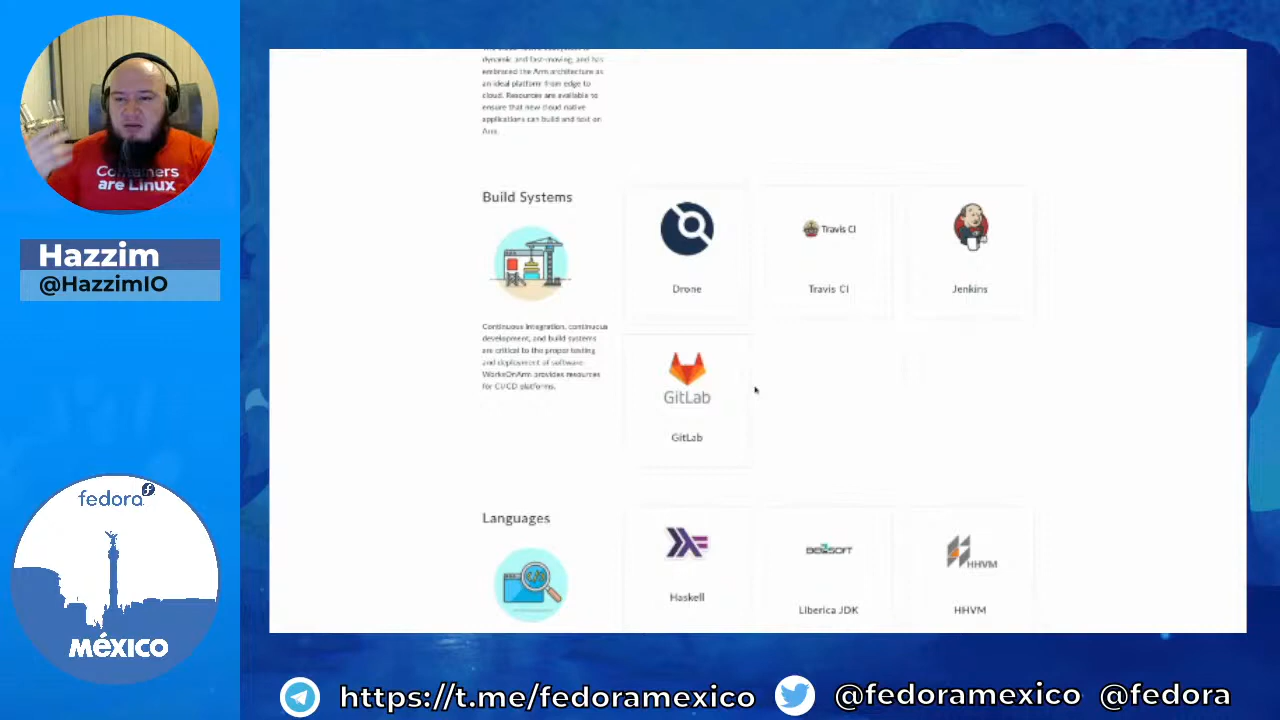 Containers
are Linux
Hazzim
@HazzimIO
fedora
MÉXICO
dynamic and fast-moving, and has
embraced the Arm architecture as
an ideal platform from edge to
cloud. Resources are available to
ensure that new cloud native
applications can build and test on
Arm.
Build Systems
Continuous integration, continuous
development, and build systems
are critical to the proper testing
and deployment of software.
WorksOnArm provides resources
for CI/CD platforms.
Drone
Travis CI
Travis CI
Jenkins
GitLab
GitLab
Languages
Haskell
BELLSOFT
Liberica JDK
HHVM
HHVM
https://t.me/fedoramexico
@fedoramexico @fedora